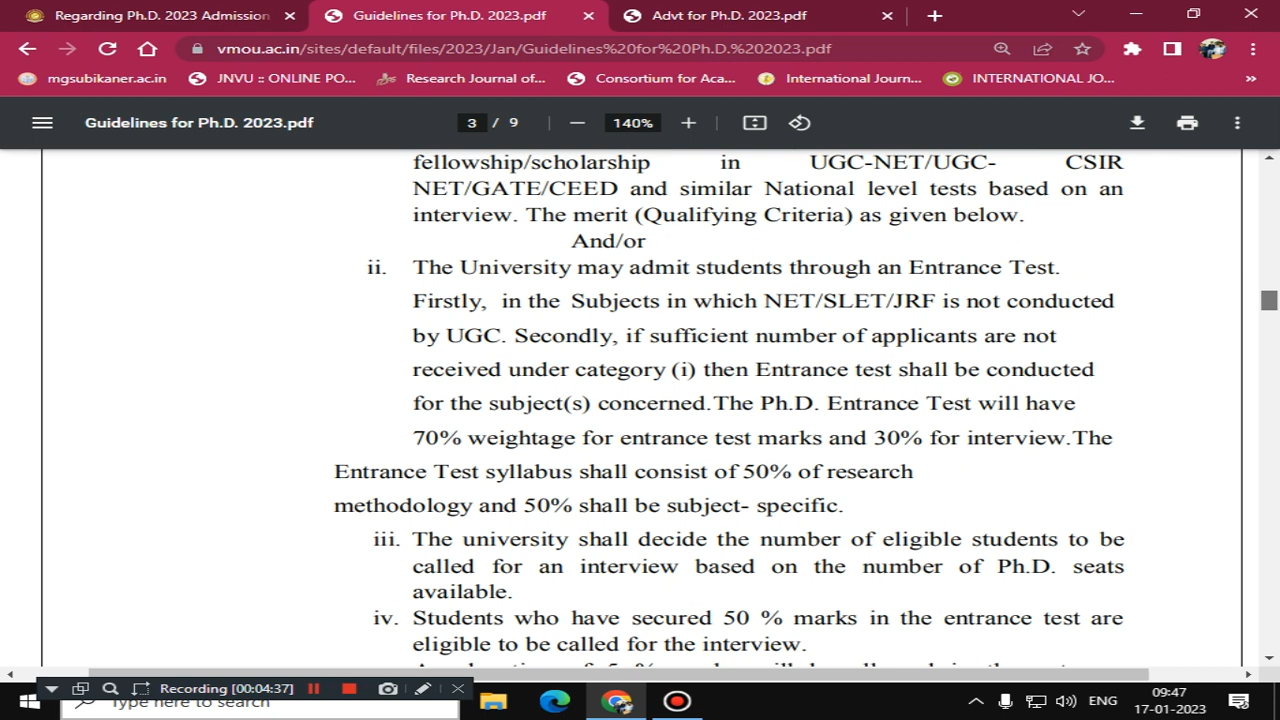 Regarding Ph.D. 2023 Admission
Guidelines for Ph.D. 2023.pdf
Advt for Ph.D. 2023.pdf
vmou.ac.in/sites/default/files/2023/Jan/Guidelines%20for%20Ph.D.%202023.pdf
mgsubikaner.ac.in
JNVU :: ONLINE PO...
Research Journal of...
Consortium for Aca...
International Journ...
INTERNATIONAL JO...
Guidelines for Ph.D. 2023.pdf
3 / 9
140%
fellowship/scholarship in UGC-NET/UGC- CSIR
NET/GATE/CEED and similar National level tests based on an
interview. The merit (Qualifying Criteria) as given below.
And/or
ii. The University may admit students through an Entrance Test.
Firstly, in the Subjects in which NET/SLET/JRF is not conducted
by UGC. Secondly, if sufficient number of applicants are not
received under category (i) then Entrance test shall be conducted
for the subject(s) concerned.The Ph.D. Entrance Test will have
70% weightage for entrance test marks and 30% for interview.The
Entrance Test syllabus shall consist of 50% of research
methodology and 50% shall be subject- specific.
iii. The university shall decide the number of eligible students to be
called for an interview based on the number of Ph.D. seats
available.
iv. Students who have secured 50 % marks in the entrance test are
eligible to be called for the interview.
Recording [00:04:37]
Type here to search
ENG
09:47
17-01-2023